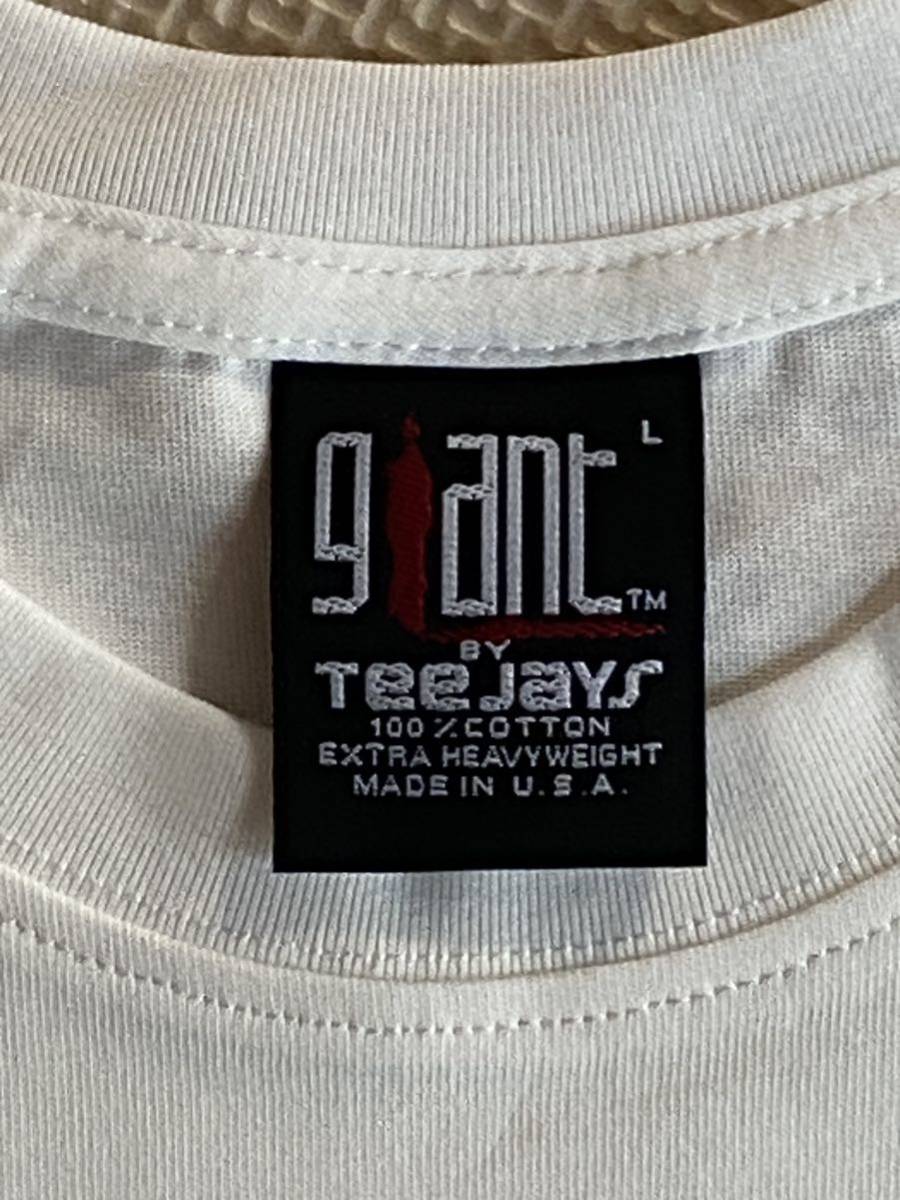 giant L
TM
BY
TeeJays
100% COTTON
EXTRA HEAVYWEIGHT
MADE IN U.S.A.